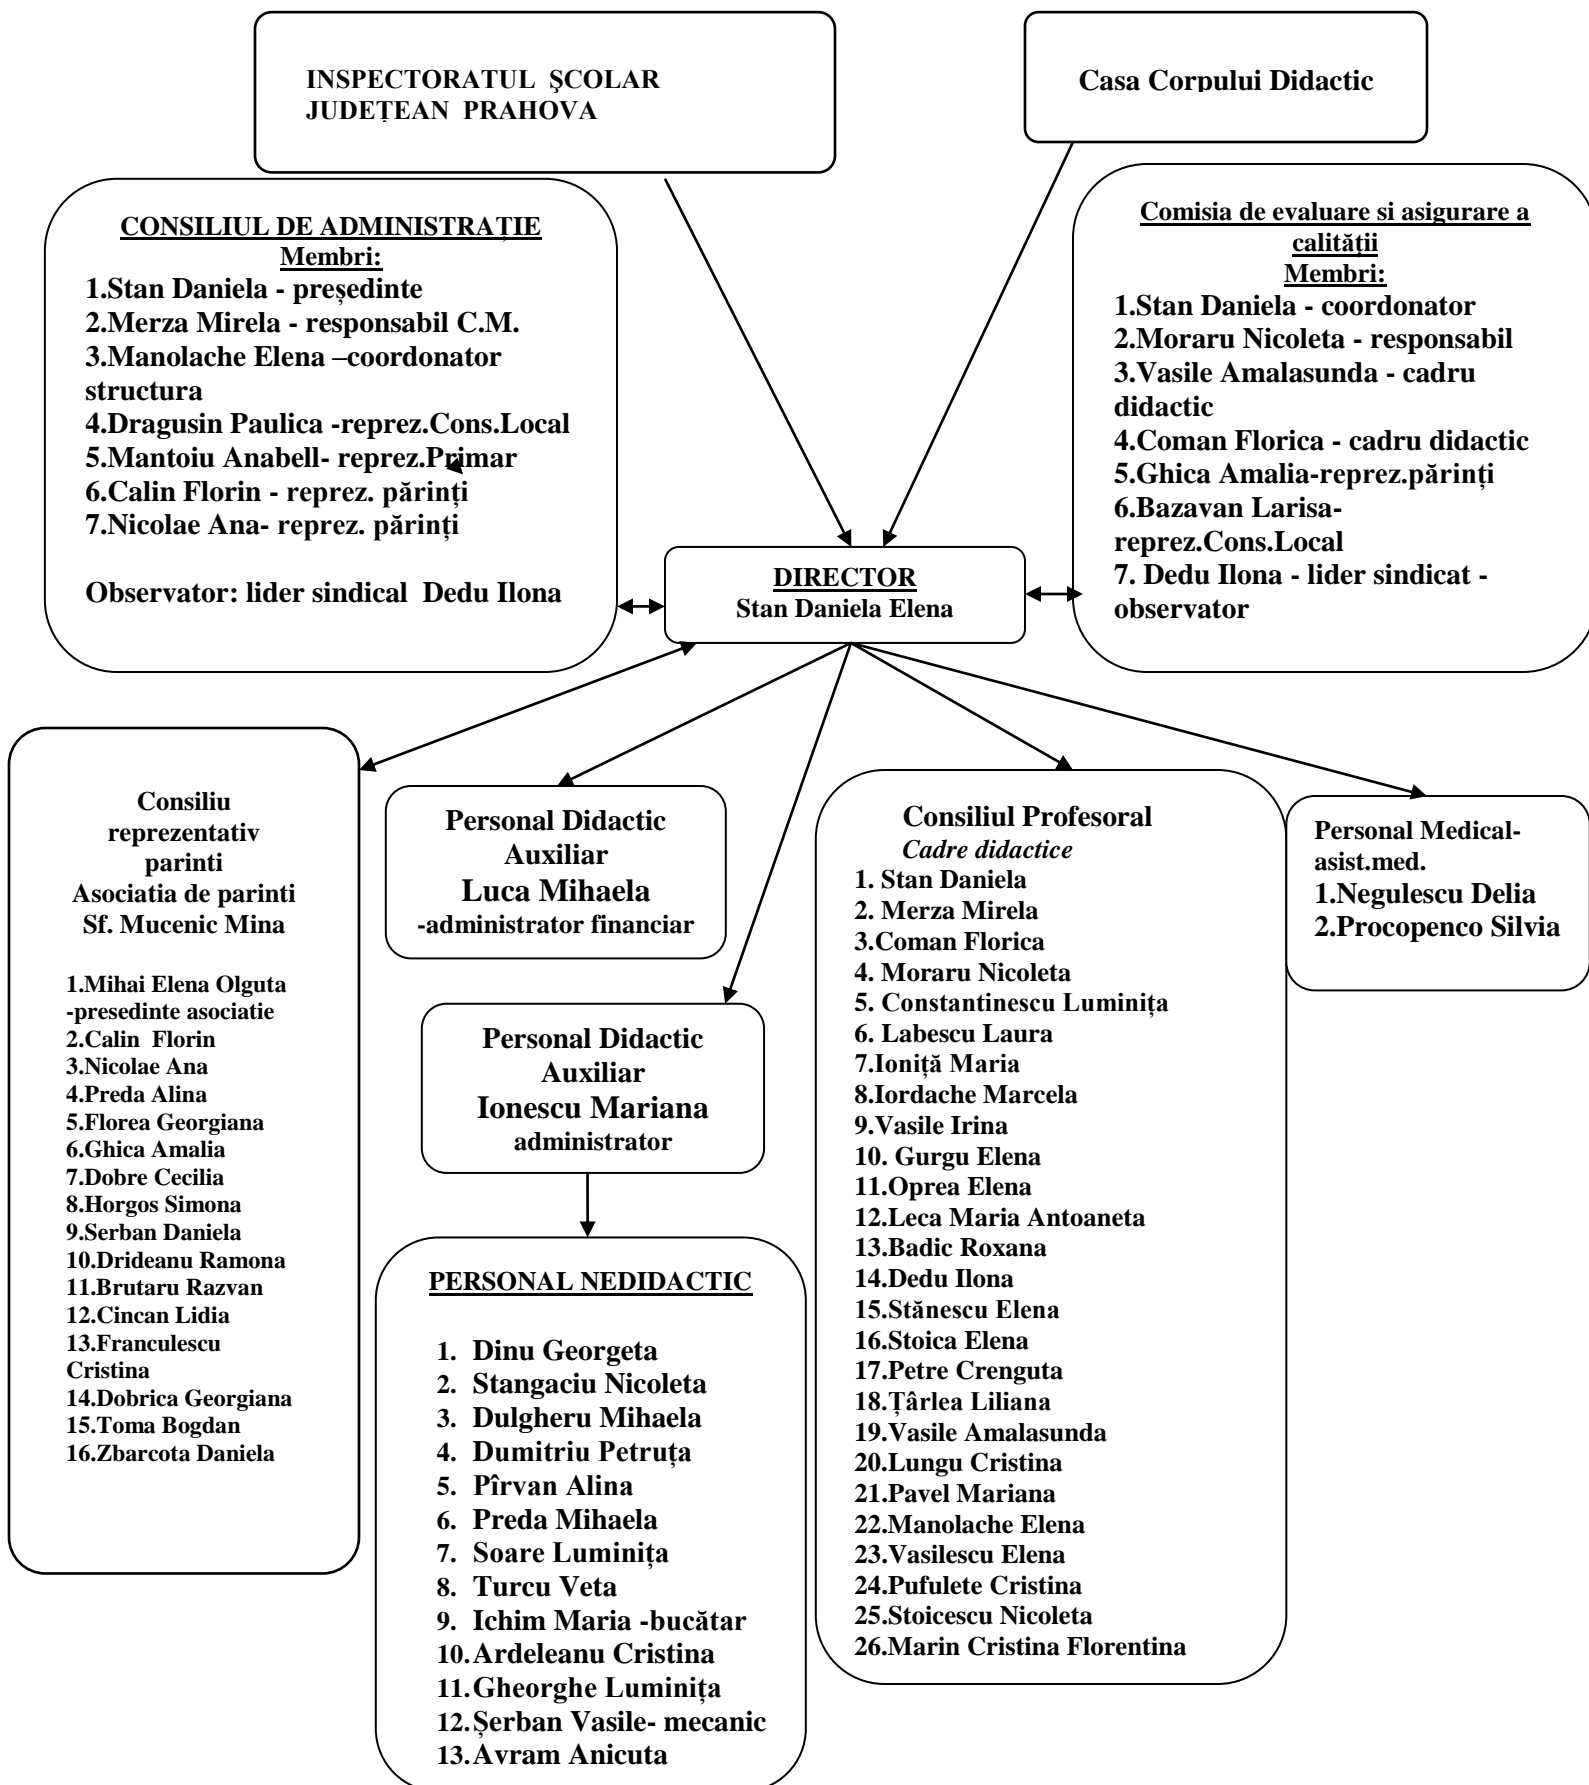 INSPECTORATUL ŞCOLAR
JUDEȚEAN PRAHOVA
Casa Corpului Didactic
CONSILIUL DE ADMINISTRAȚIE
Membri:
1.Stan Daniela - președinte
2.Merza Mirela - responsabil C.M.
3.Manolache Elena –coordonator
structura
4.Dragusin Paulica -reprez.Cons.Local
5.Mantoiu Anabell- reprez.Primar
6.Calin Florin - reprez. părinți
7.Nicolae Ana- reprez. părinți
Observator: lider sindical Dedu Ilona
Comisia de evaluare si asigurare a
calității
Membri:
1.Stan Daniela - coordonator
2.Moraru Nicoleta - responsabil
3.Vasile Amalasunda - cadru
didactic
4.Coman Florica - cadru didactic
5.Ghica Amalia-reprez.părinți
6.Bazavan Larisa-
reprez.Cons.Local
7. Dedu Ilona - lider sindicat -
observator
DIRECTOR
Stan Daniela Elena
Consiliu
reprezentativ
parinti
Asociatia de parinti
Sf. Mucenic Mina
1.Mihai Elena Olguta
-presedinte asociatie
2.Calin Florin
3.Nicolae Ana
4.Preda Alina
5.Florea Georgiana
6.Ghica Amalia
7.Dobre Cecilia
8.Horgos Simona
9.Serban Daniela
10.Drideanu Ramona
11.Brutaru Razvan
12.Cincan Lidia
13.Franculescu
Cristina
14.Dobrica Georgiana
15.Toma Bogdan
16.Zbarcota Daniela
Personal Didactic
Auxiliar
Luca Mihaela
-administrator financiar
Personal Didactic
Auxiliar
Ionescu Mariana
administrator
PERSONAL NEDIDACTIC
1. Dinu Georgeta
2. Stangaciu Nicoleta
3. Dulgheru Mihaela
4. Dumitriu Petruța
5. Pîrvan Alina
6. Preda Mihaela
7. Soare Luminița
8. Turcu Veta
9. Ichim Maria -bucătar
10.Ardeleanu Cristina
11.Gheorghe Luminița
12.Șerban Vasile- mecanic
13.Avram Anicuta
Consiliul Profesoral
Cadre didactice
1. Stan Daniela
2. Merza Mirela
3.Coman Florica
4. Moraru Nicoleta
5. Constantinescu Luminița
6. Labescu Laura
7.Ioniță Maria
8.Iordache Marcela
9.Vasile Irina
10. Gurgu Elena
11.Oprea Elena
12.Leca Maria Antoaneta
13.Badic Roxana
14.Dedu Ilona
15.Stănescu Elena
16.Stoica Elena
17.Petre Crenguta
18.Țârlea Liliana
19.Vasile Amalasunda
20.Lungu Cristina
21.Pavel Mariana
22.Manolache Elena
23.Vasilescu Elena
24.Pufulete Cristina
25.Stoicescu Nicoleta
26.Marin Cristina Florentina
Personal Medical-
asist.med.
1.Negulescu Delia
2.Procopenco Silvia